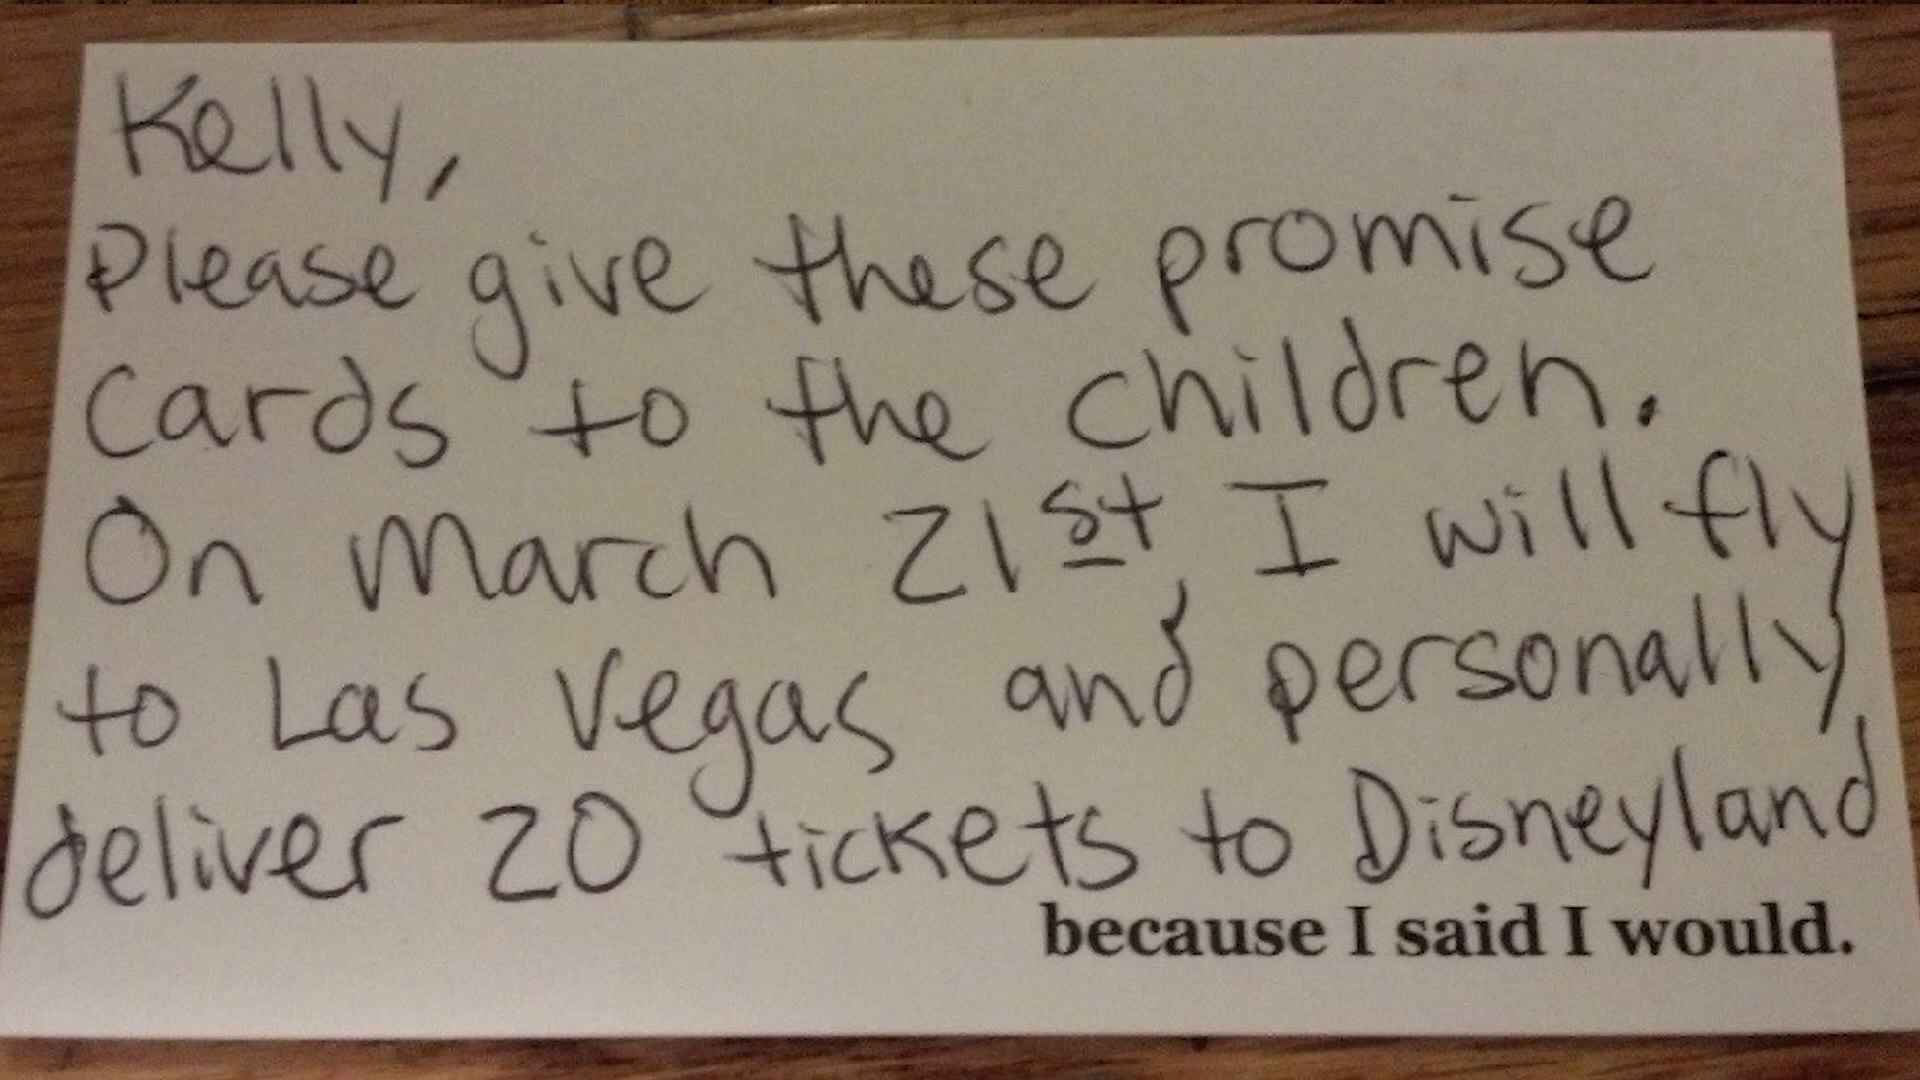 Kelly,
Please give these promise
Cards to the children.
On March 21st I will fly
to Las Vegas and personally
deliver 20 tickets to Disneyland
because I said I would.